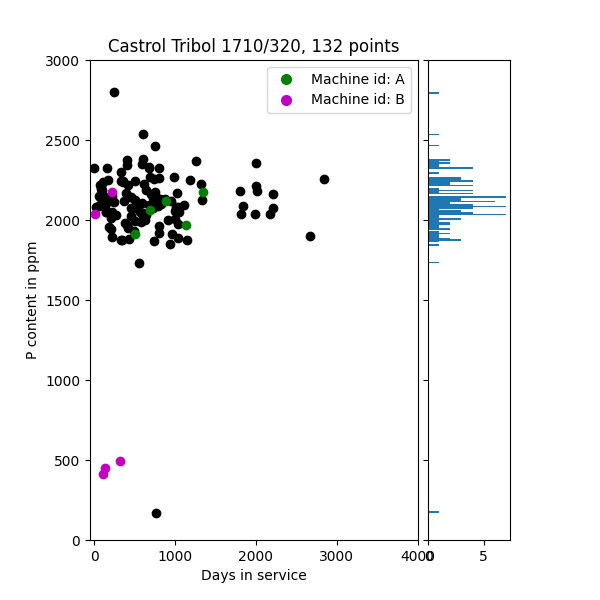 Castrol Tribol 1710/320, 132 points
Machine id: A
Machine id: B
P content in ppm
3000
2500
2000
1500
1000
500
0
0 1000 2000 3000 4000 0 5
Days in service